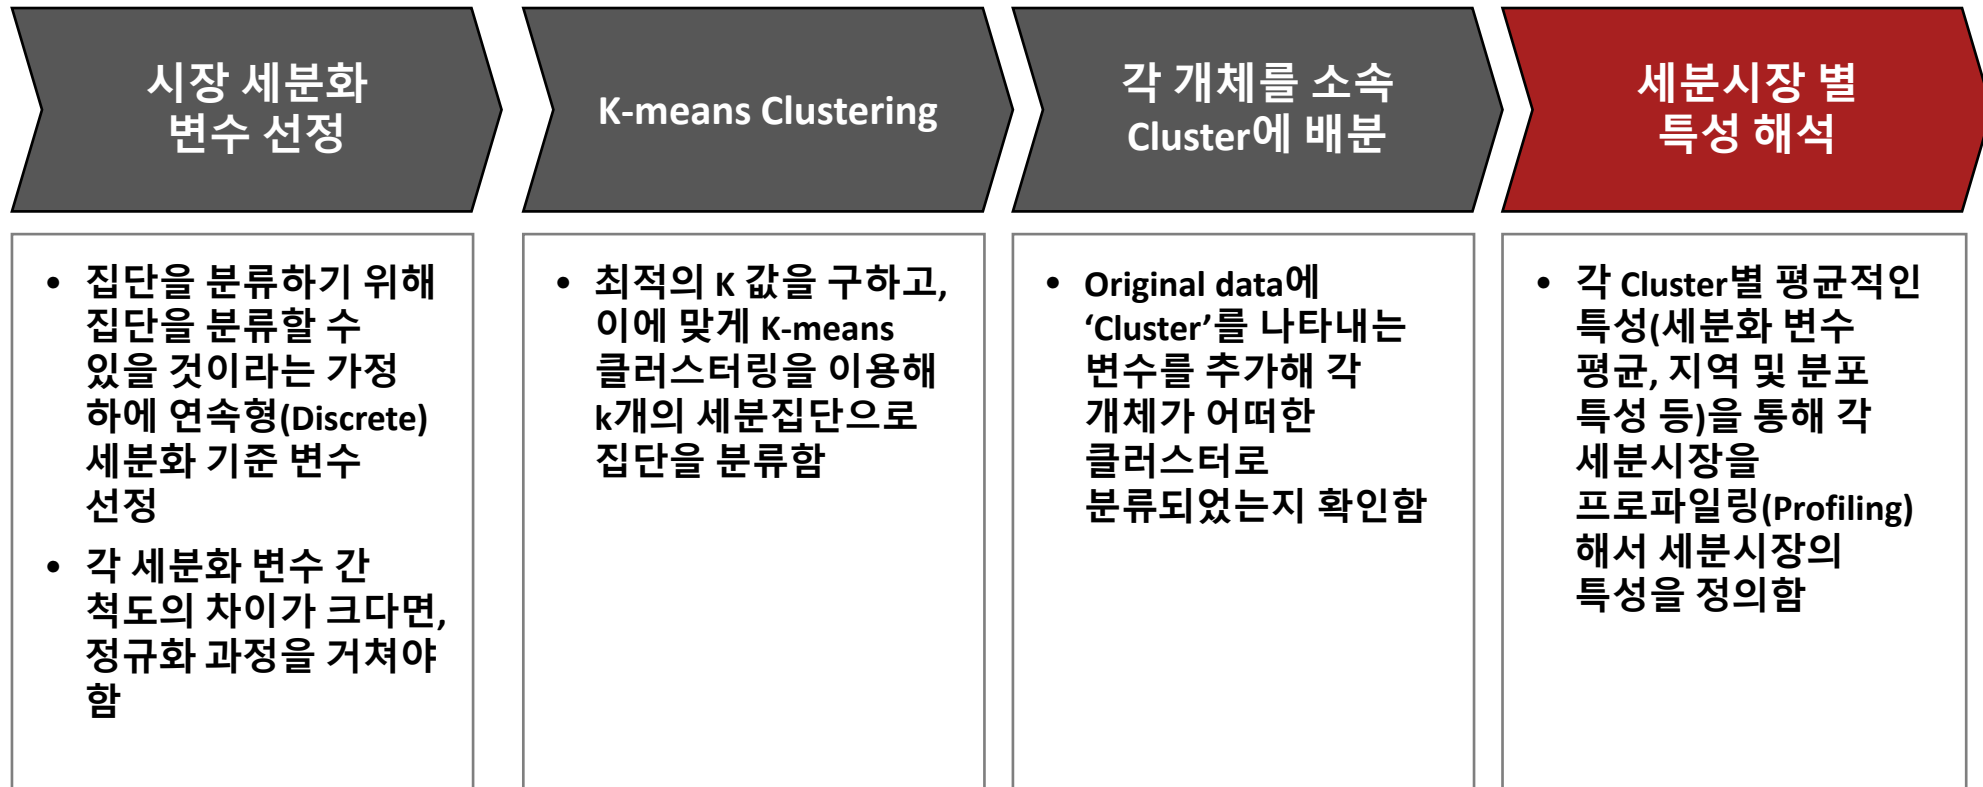 시장 세분화
변수 선정
K-means Clustering
각 개체를 소속
Cluster에 배분
세분시장 별
특성 해석
• 집단을 분류하기 위해
집단을 분류할 수
있을 것이라는 가정
하에 연속형(Discrete)
세분화 기준 변수
선정
• 각 세분화 변수 간
척도의 차이가 크다면,
정규화 과정을 거쳐야
함
• 최적의 K 값을 구하고,
이에 맞게 K-means
클러스터링을 이용해
k개의 세분집단으로
집단을 분류함
• Original data에
‘Cluster’를 나타내는
변수를 추가해 각
개체가 어떠한
클러스터로
분류되었는지 확인함
• 각 Cluster별 평균적인
특성(세분화 변수
평균, 지역 및 분포
특성 등)을 통해 각
세분시장을
프로파일링(Profiling)
해서 세분시장의
특성을 정의함